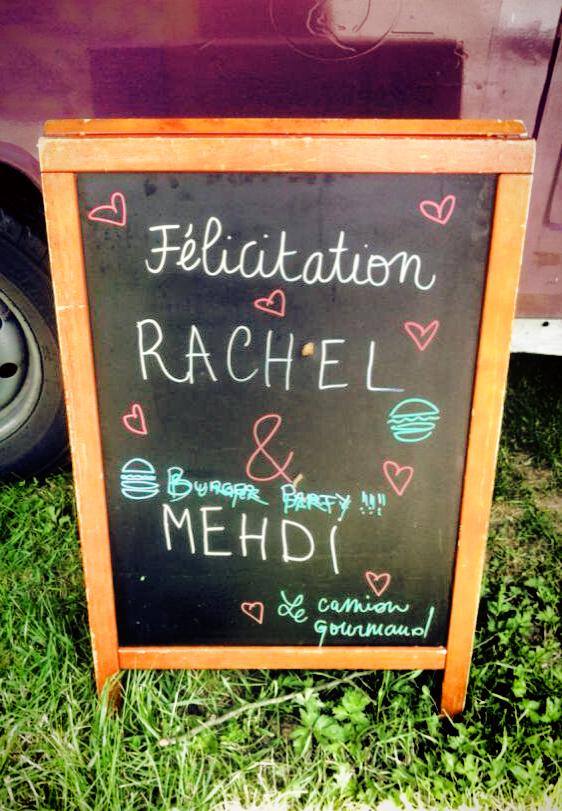 Félicitation
RACHEL
&
BURGER PARTY !!!
MEHDI
Le camion
gourmand